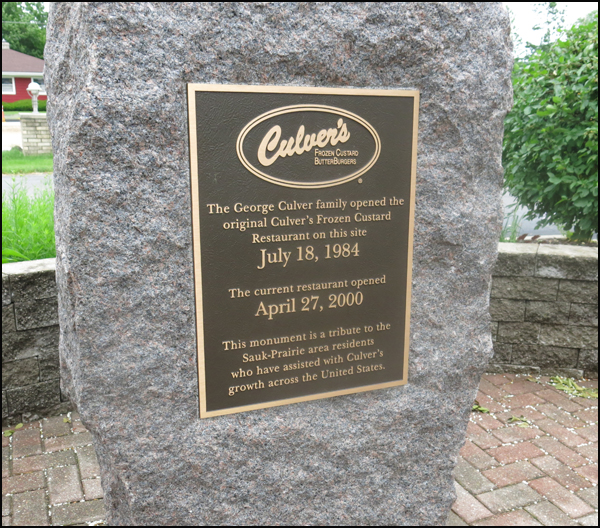 Culver's
Frozen Custard
ButterBurgers
®
The George Culver family opened the
original Culver's Frozen Custard
Restaurant on this site
July 18, 1984
The current restaurant opened
April 27, 2000
This monument is a tribute to the
Sauk-Prairie area residents
who have assisted with Culver's
growth across the United States.